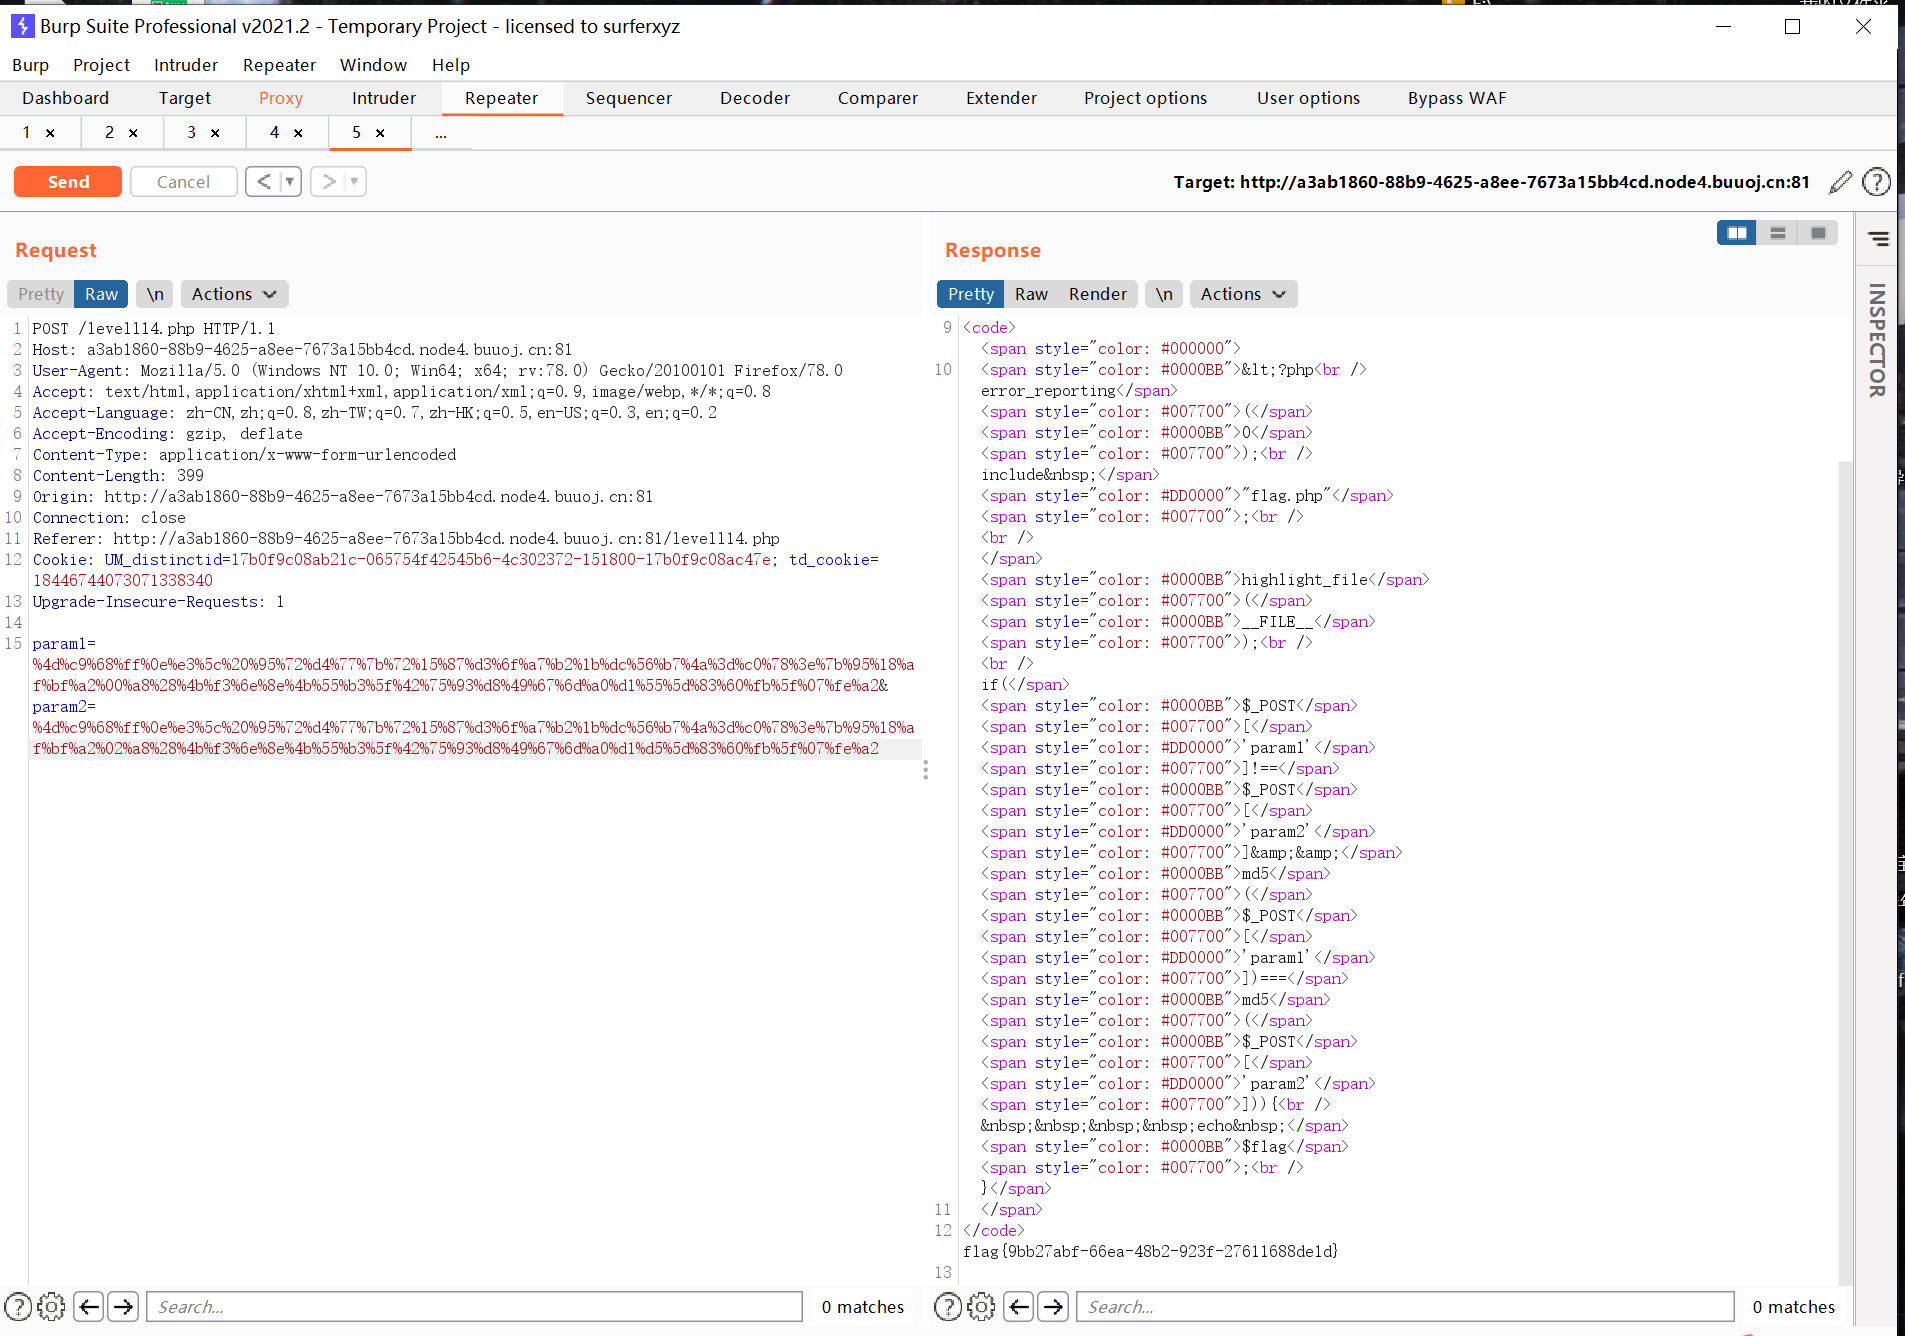 Burp Suite Professional v2021.2 - Temporary Project - licensed to surferxyz
Burp Project Intruder Repeater Window Help
Dashboard Target Proxy Intruder Repeater Sequencer Decoder Comparer Extender Project options User options Bypass WAF
1 × 2 × 3 × 4 × 5 × ...
Send Cancel < ▼ > ▼ Target: http://a3ab1860-88b9-4625-a8ee-7673a15bb4cd.node4.buuoj.cn:81 ?
Request
Pretty Raw \n Actions
1 POST /level114.php HTTP/1.1
2 Host: a3ab1860-88b9-4625-a8ee-7673a15bb4cd.node4.buuoj.cn:81
3 User-Agent: Mozilla/5.0 (Windows NT 10.0; Win64; x64; rv:78.0) Gecko/20100101 Firefox/78.0
4 Accept: text/html,application/xhtml+xml,application/xml;q=0.9,image/webp,*/*;q=0.8
5 Accept-Language: zh-CN,zh;q=0.8,zh-TW;q=0.7,zh-HK;q=0.5,en-US;q=0.3,en;q=0.2
6 Accept-Encoding: gzip, deflate
7 Content-Type: application/x-www-form-urlencoded
8 Content-Length: 399
9 Origin: http://a3ab1860-88b9-4625-a8ee-7673a15bb4cd.node4.buuoj.cn:81
10 Connection: close
11 Referer: http://a3ab1860-88b9-4625-a8ee-7673a15bb4cd.node4.buuoj.cn:81/level114.php
12 Cookie: UM_distinctid=17b0f9c08ab21c-065754f42545b6-4c302372-151800-17b0f9c08ac47e; td_cookie=
18446744073071338340
13 Upgrade-Insecure-Requests: 1
14
15 param1=
%4d%c9%68%ff%0e%e3%5c%20%95%72%d4%77%7b%72%15%87%d3%6f%a7%b2%1b%dc%56%b7%4a%3d%c0%78%3e%7b%95%18%a
f%bf%a2%00%a8%28%4b%f3%6e%8e%4b%55%b3%5f%42%75%93%d8%49%67%6d%a0%d1%55%5d%83%60%fb%5f%07%fe%a2&
param2=
%4d%c9%68%ff%0e%e3%5c%20%95%72%d4%77%7b%72%15%87%d3%6f%a7%b2%1b%dc%56%b7%4a%3d%c0%78%3e%7b%95%18%a
f%bf%a2%02%a8%28%4b%f3%6e%8e%4b%55%b3%5f%42%75%93%d8%49%67%6d%a0%d1%d5%5d%83%60%fb%5f%07%fe%a2
? Search... 0 matches
Response
Pretty Raw Render \n Actions
9 <code>
<span style="color: #000000">
10 <span style="color: #0000BB">&lt;?php<br />
error_reporting</span>
<span style="color: #007700">(</span>
<span style="color: #0000BB">0</span>
<span style="color: #007700">);<br />
include&nbsp;</span>
<span style="color: #DD0000">"flag.php"</span>
<span style="color: #007700">;<br />
<br />
</span>
<span style="color: #0000BB">highlight_file</span>
<span style="color: #007700">(</span>
<span style="color: #0000BB">__FILE__</span>
<span style="color: #007700">);<br />
<br />
if(</span>
<span style="color: #0000BB">$_POST</span>
<span style="color: #007700">[</span>
<span style="color: #DD0000">'param1'</span>
<span style="color: #007700">]!==</span>
<span style="color: #0000BB">$_POST</span>
<span style="color: #007700">[</span>
<span style="color: #DD0000">'param2'</span>
<span style="color: #007700">]&amp;&amp;</span>
<span style="color: #0000BB">md5</span>
<span style="color: #007700">(</span>
<span style="color: #0000BB">$_POST</span>
<span style="color: #007700">[</span>
<span style="color: #DD0000">'param1'</span>
<span style="color: #007700">])===</span>
<span style="color: #0000BB">md5</span>
<span style="color: #007700">(</span>
<span style="color: #0000BB">$_POST</span>
<span style="color: #007700">[</span>
<span style="color: #DD0000">'param2'</span>
<span style="color: #007700">])){<br />
&nbsp;&nbsp;&nbsp;&nbsp;echo&nbsp;</span>
<span style="color: #0000BB">$flag</span>
<span style="color: #007700">;<br />
}</span>
11 </span>
12 </code>
flag{9bb27abf-66ea-48b2-923f-27611688de1d}
13
? Search... 0 matches
INSPECTOR